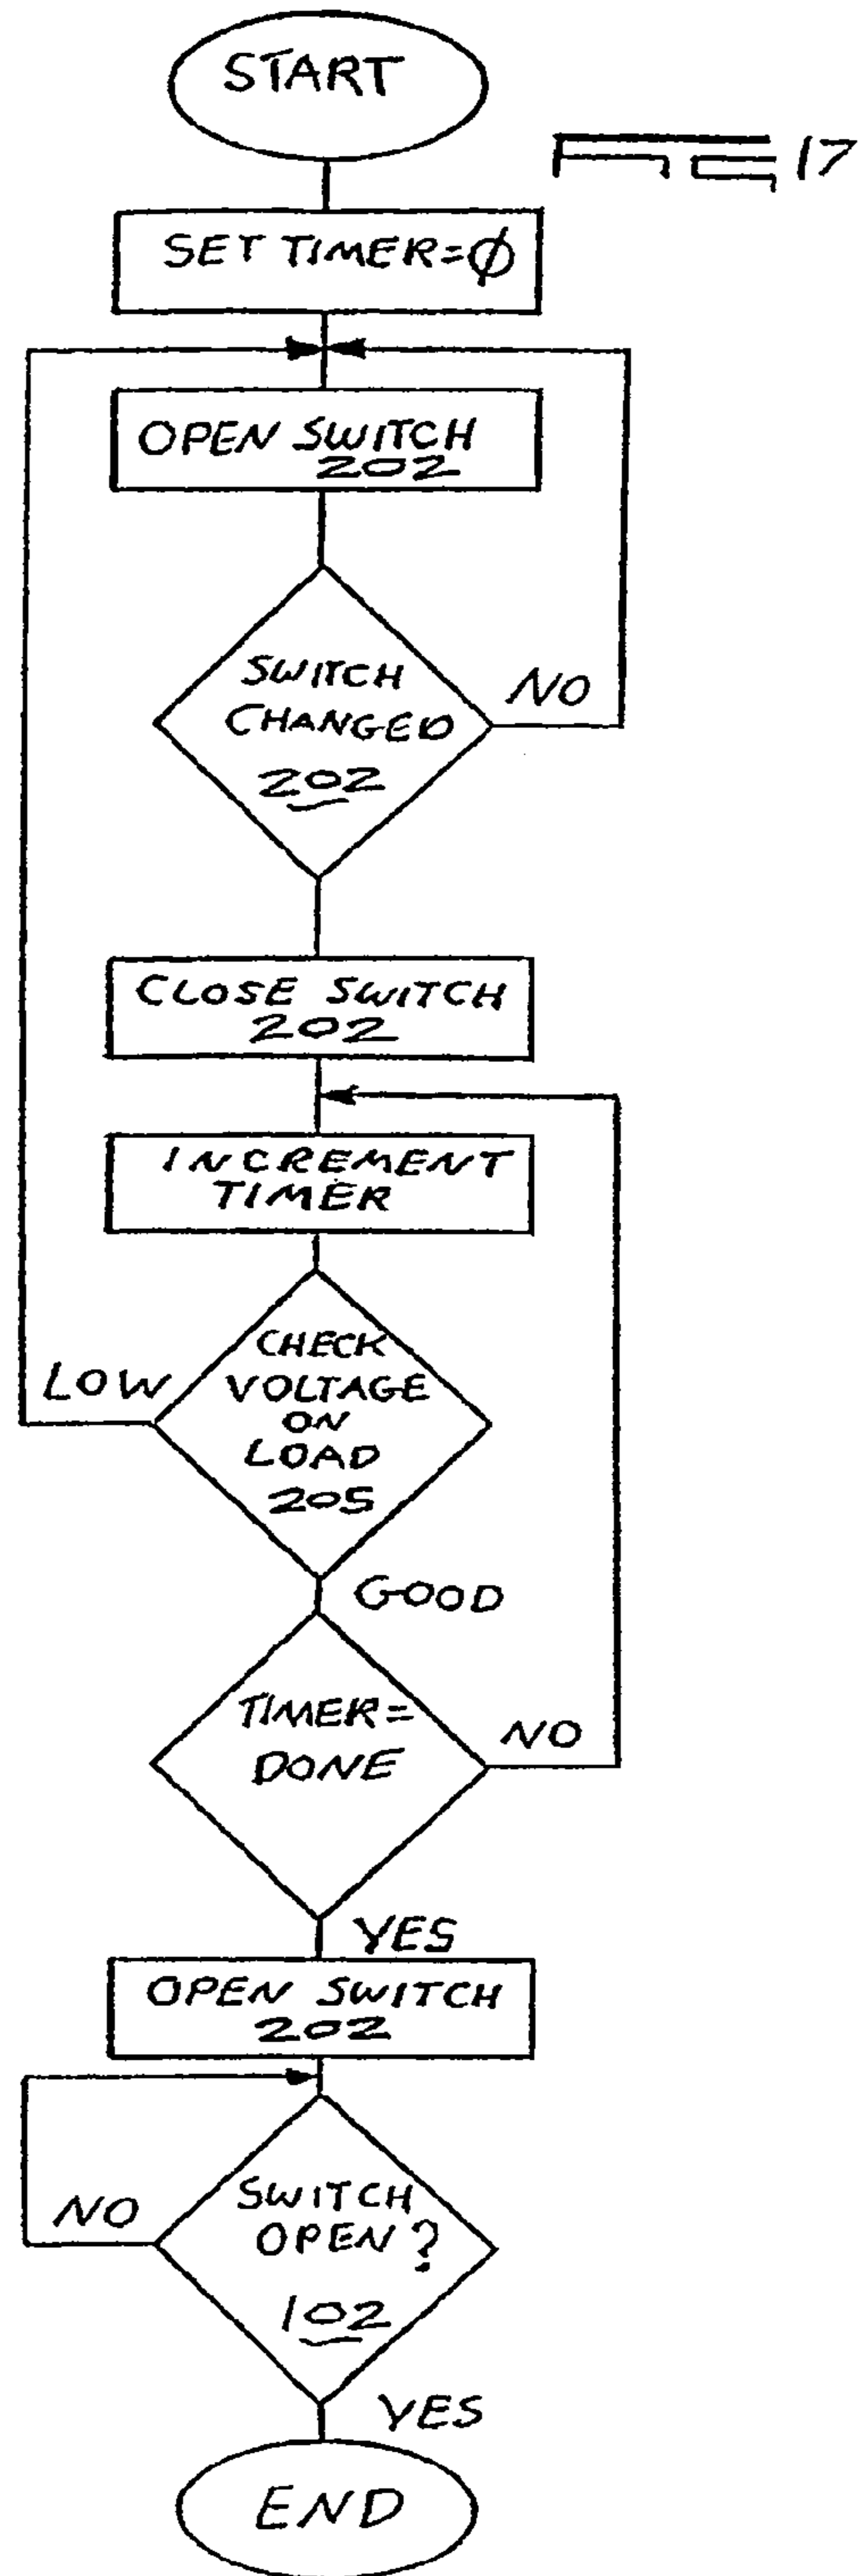 START
FIG 17
SET TIMER=Ø
OPEN SWITCH
202
SWITCH
CHANGED
202
NO
CLOSE SWITCH
202
INCREMENT
TIMER
CHECK
VOLTAGE
ON
LOAD
205
LOW
GOOD
TIMER=
DONE
NO
YES
OPEN SWITCH
202
SWITCH
OPEN?
102
NO
YES
END